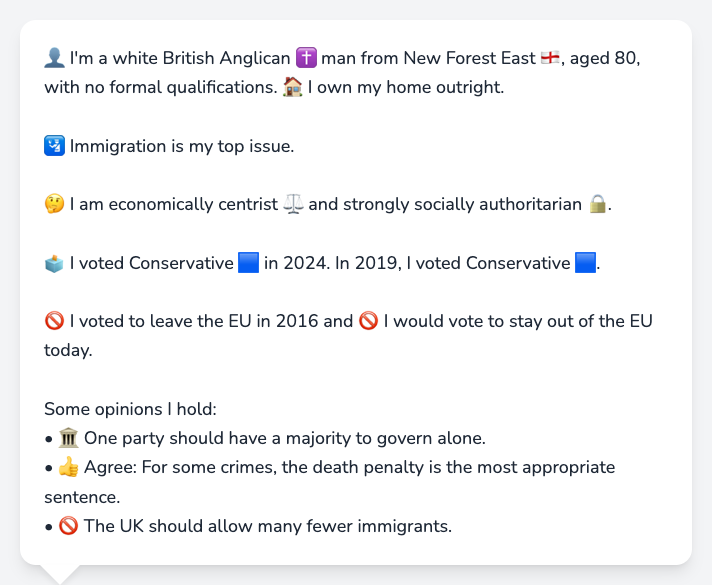 👤 I'm a white British Anglican ✝️ man from New Forest East 🏴󠁧󠁢󠁥󠁮󠁧󠁿, aged 80,
with no formal qualifications. 🏠 I own my home outright.
🛂 Immigration is my top issue.
🤔 I am economically centrist ⚖️ and strongly socially authoritarian 🔒.
🗳️ I voted Conservative 🟦 in 2024. In 2019, I voted Conservative 🟦.
🚫 I voted to leave the EU in 2016 and 🚫 I would vote to stay out of the EU
today.
Some opinions I hold:
• 🏛️ One party should have a majority to govern alone.
• 👍 Agree: For some crimes, the death penalty is the most appropriate
sentence.
• 🚫 The UK should allow many fewer immigrants.